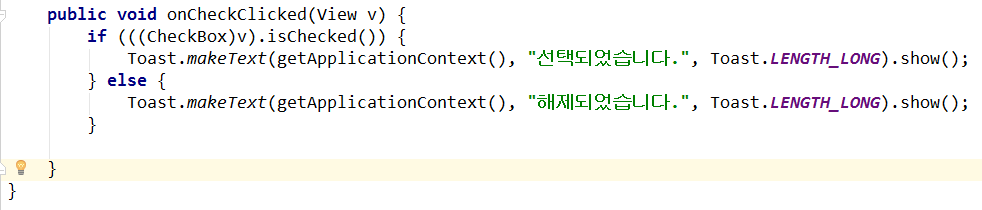 public void onCheckClicked(View v) {
if (((CheckBox)v).isChecked()) {
Toast.makeText(getApplicationContext(), "선택되었습니다.", Toast.LENGTH_LONG).show();
} else {
Toast.makeText(getApplicationContext(), "해제되었습니다.", Toast.LENGTH_LONG).show();
}
}
}